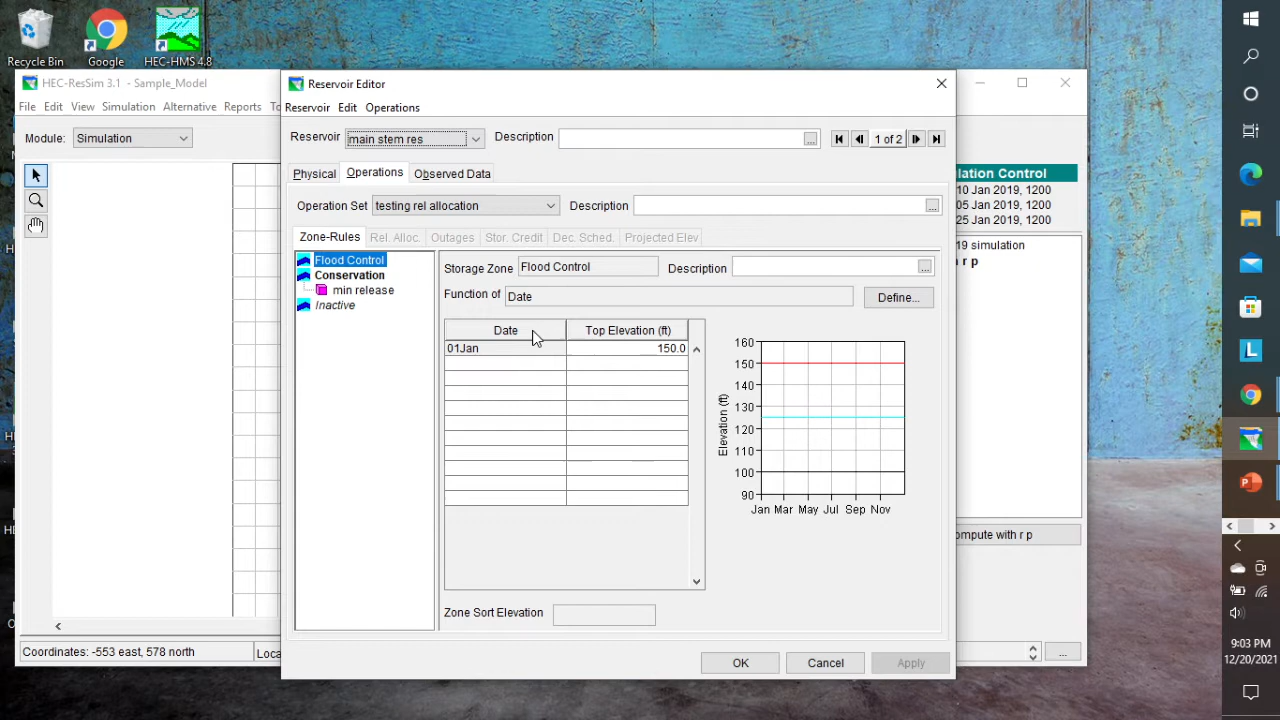 Recycle Bin
Google
HEC-HMS 4.8
HEC-ResSim 3.1 - Sample_Model
File Edit View Simulation Alternative Reports
Module: Simulation
Reservoir Editor
Reservoir Edit Operations
Reservoir main stem res Description ... 1 of 2
Physical Operations Observed Data
Operation Set testing rel allocation Description ...
Zone-Rules Rel. Alloc. Outages Stor. Credit Dec. Sched. Projected Elev
Flood Control
Conservation
min release
Inactive
Storage Zone Flood Control Description ...
Function of Date Define...
Date Top Elevation (ft)
01Jan 150.0
Elevation (ft)
160
150
140
130
120
110
100
90
Jan Mar May Jul Sep Nov
Zone Sort Elevation
OK Cancel Apply
lation Control
10 Jan 2019, 1200
05 Jan 2019, 1200
25 Jan 2019, 1200
19 simulation
n r p
ompute with r p
Coordinates: -553 east, 578 north
Loca
...
9:03 PM
12/20/2021